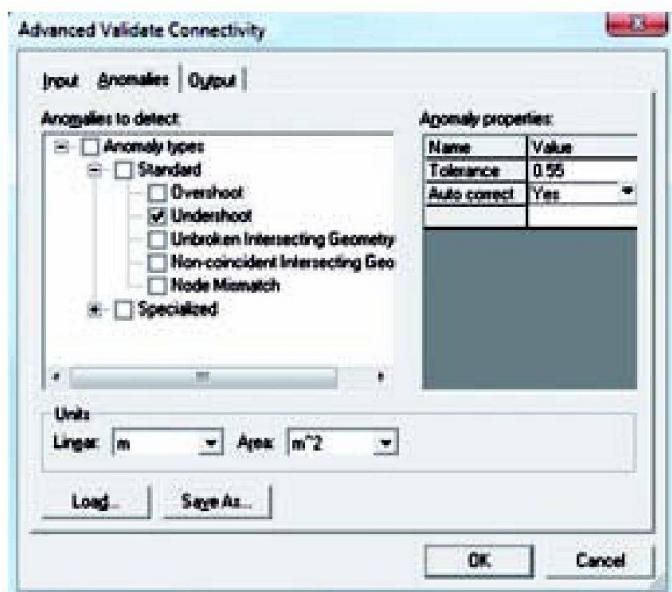 Advanced Validate Connectivity
Input Anomalies Output
Anomalies to detect:
Anomaly types
Standard
Overshoot
Undershoot
Unbroken Intersecting Geometry
Non-coincident Intersecting Geo
Node Mismatch
Specialized
Anomaly properties:
Name Value
Tolerance 0.55
Auto correct Yes
Units
Linear: m Area: m^2
Load... Save As...
OK Cancel